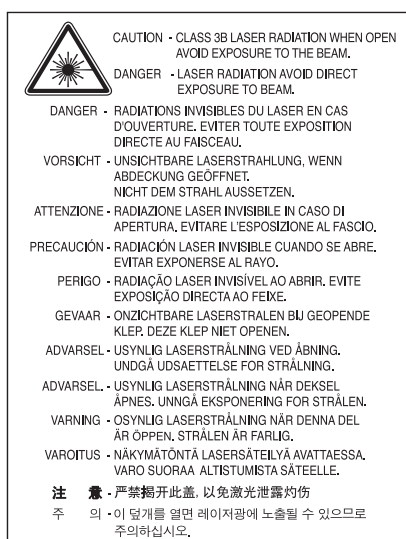 CAUTION - CLASS 3B LASER RADIATION WHEN OPEN
AVOID EXPOSURE TO THE BEAM.
DANGER - LASER RADIATION AVOID DIRECT
EXPOSURE TO BEAM.
DANGER - RADIATIONS INVISIBLES DU LASER EN CAS
D'OUVERTURE. EVITER TOUTE EXPOSITION
DIRECTE AU FAISCEAU.
VORSICHT - UNSICHTBARE LASERSTRAHLUNG, WENN
ABDECKUNG GEÖFFNET.
NICHT DEM STRAHL AUSSETZEN.
ATTENZIONE - RADIAZIONE LASER INVISIBILE IN CASO DI
APERTURA. EVITARE L'ESPOSIZIONE AL FASCIO.
PRECAUCIÓN - RADIACIÓN LASER INVISIBLE CUANDO SE ABRE.
EVITAR EXPONERSE AL RAYO.
PERIGO - RADIAÇÃO LASER INVISÍVEL AO ABRIR. EVITE
EXPOSIÇÃO DIRECTA AO FEIXE.
GEVAAR - ONZICHTBARE LASERSTRALEN BIJ GEOPENDE
KLEP. DEZE KLEP NIET OPENEN.
ADVARSEL - USYNLIG LASERSTRÅLNING VED ÅBNING.
UNDGÅ UDSAETTELSE FOR STRÅLNING.
ADVARSEL. - USYNLIG LASERSTRÅLNING NÅR DEKSEL
ÅPNES. UNNGÅ EKSPONERING FOR STRÅLEN.
VARNING - OSYNLIG LASERSTRÅLNING NÄR DENNA DEL
ÄR ÖPPEN. STRÅLEN ÄR FARLIG.
VAROITUS - NÄKYMÄTÖNTÄ LASERSÄTEILYÄ AVATTAESSA.
VARO SUORAA ALTISTUMISTA SÄTEELLE.
注 意 - 严禁揭开此盖, 以免激光泄露灼伤
주 의 - 이 덮개를 열면 레이저광에 노출될 수 있으므로
주의하십시오.